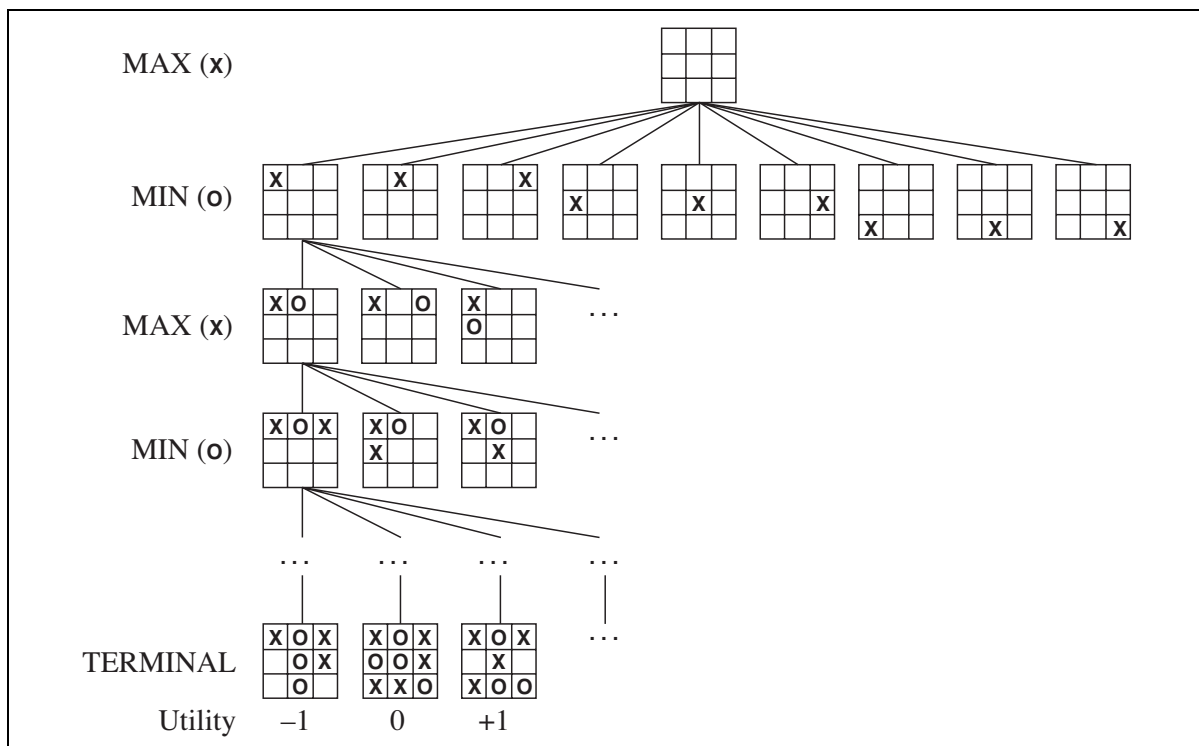 MAX (X)
MIN (O)
X X X X X X X X X
MAX (X)
X O X O X
O
...
MIN (O)
X O X X O X O
X X
...
... ... ... ...
TERMINAL
X O X X O X X O X
O X O O X X
O X X O X O O
...
Utility –1 0 +1